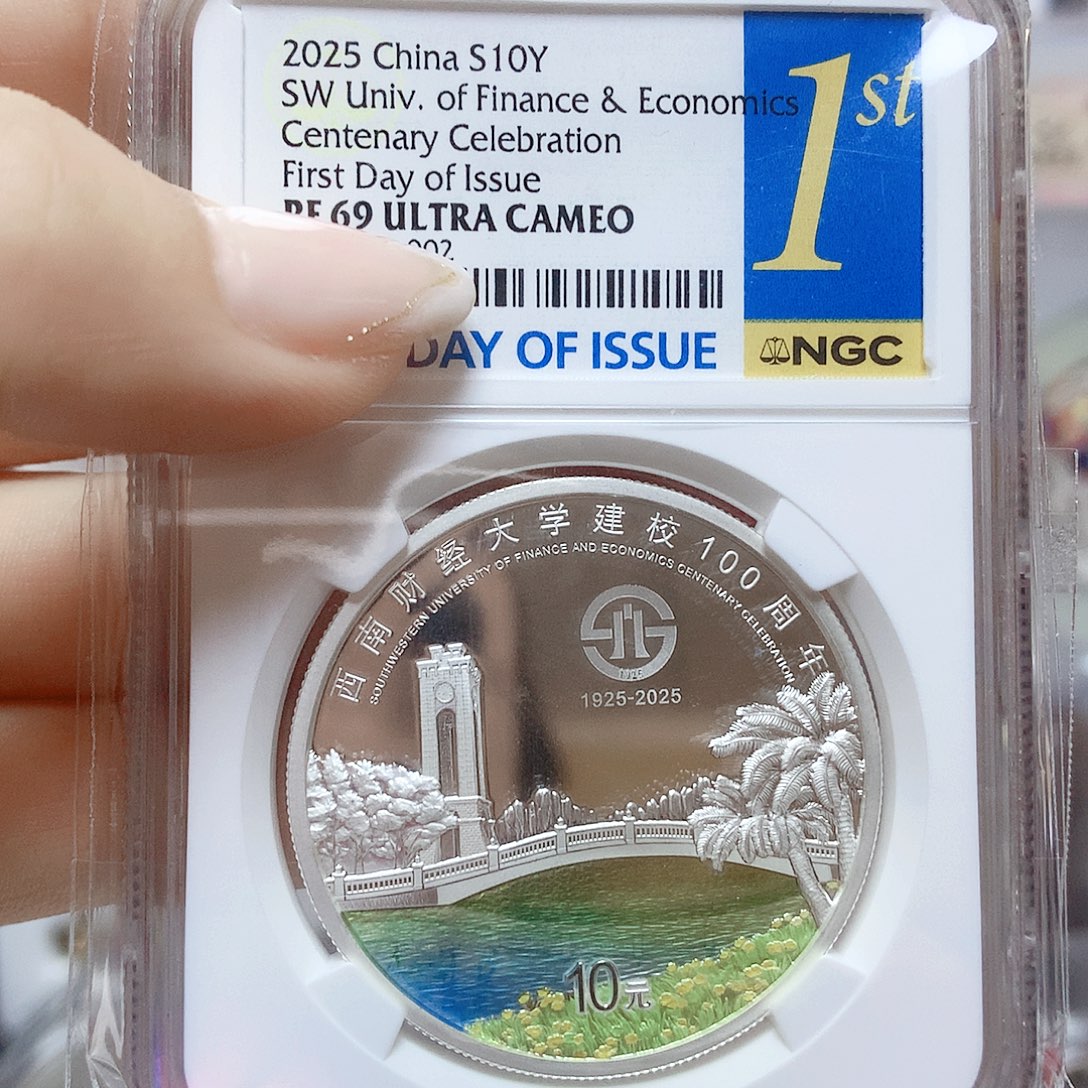 2025 China S10Y
SW Univ. of Finance & Economics
Centenary Celebration
First Day of Issue
PF 69 ULTRA CAMEO
002
DAY OF ISSUE
1st
NGC
西南财经大学建校100周年
SOUTHWESTERN UNIVERSITY OF FINANCE AND ECONOMICS CENTENARY CELEBRATION
1925
1925-2025
10元